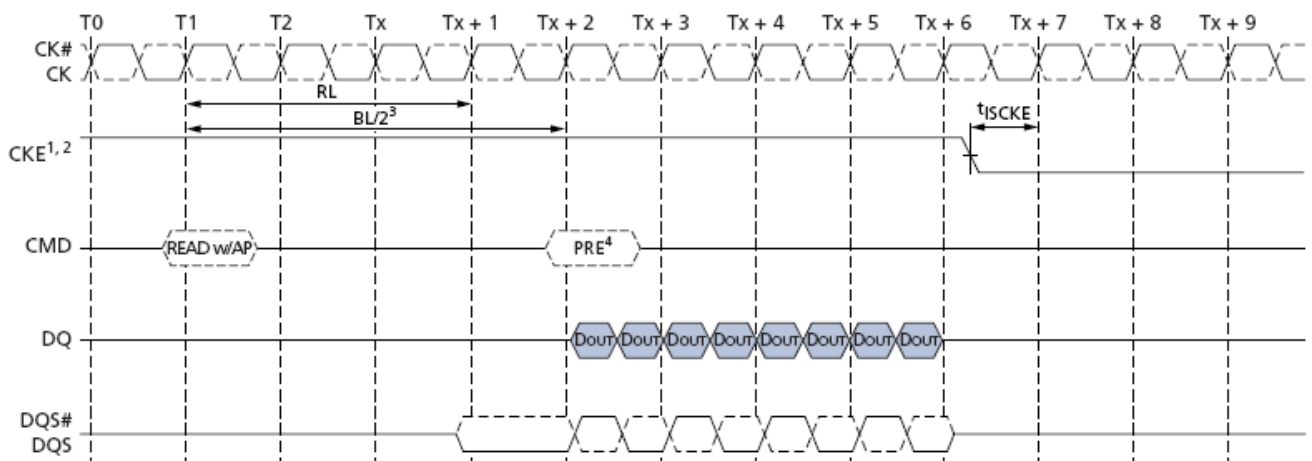 T0 T1 T2 Tx Tx + 1 Tx + 2 Tx + 3 Tx + 4 Tx + 5 Tx + 6 Tx + 7 Tx + 8 Tx + 9
CK#
CK
RL
BL/2³
tISCKE
CKE¹, ²
CMD READ w/AP PRE⁴
DQ DOUT DOUT DOUT DOUT DOUT DOUT DOUT DOUT
DQS#
DQS